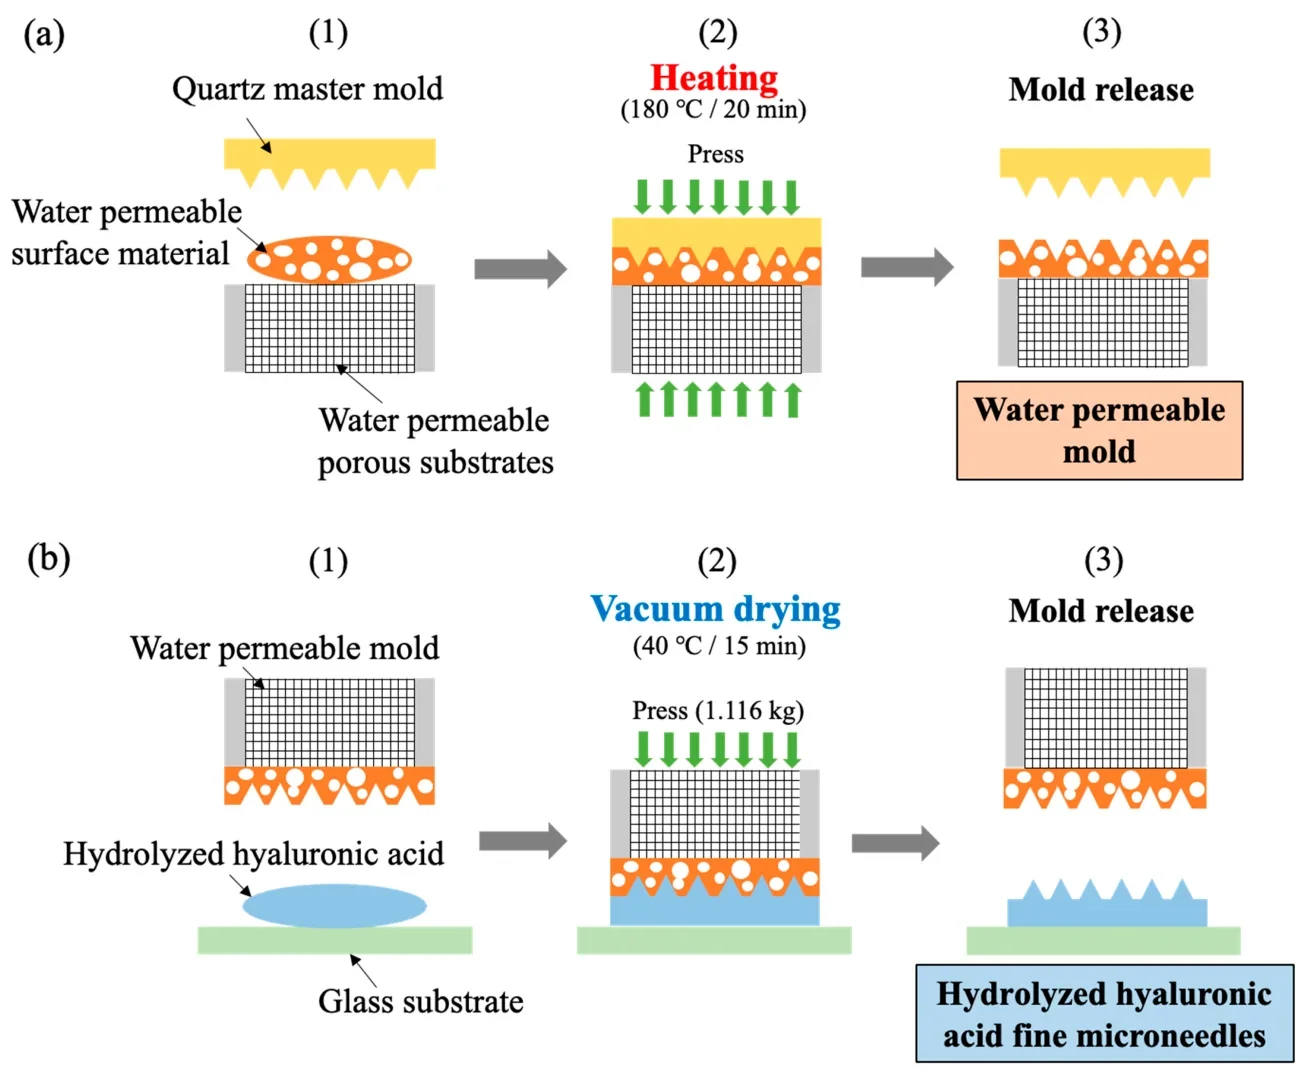 (a)
(1)
Quartz master mold
Water permeable
surface material
Water permeable
porous substrates
(2)
Heating
(180 ℃ / 20 min)
Press
(3)
Mold release
Water permeable
mold
(b)
(1)
Water permeable mold
Hydrolyzed hyaluronic acid
Glass substrate
(2)
Vacuum drying
(40 ℃ / 15 min)
Press (1.116 kg)
(3)
Mold release
Hydrolyzed hyaluronic
acid fine microneedles